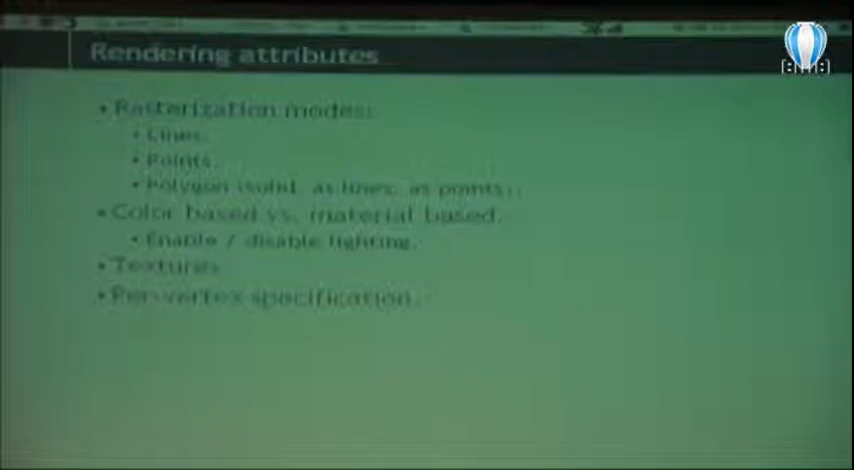 Rendering attributes
• Rasterization modes:
• Lines.
• Points.
• Polygon (solid, as lines, as points).
• Color based vs. material based.
• Enable / disable lighting.
• Textures
• Per-vertex specification.